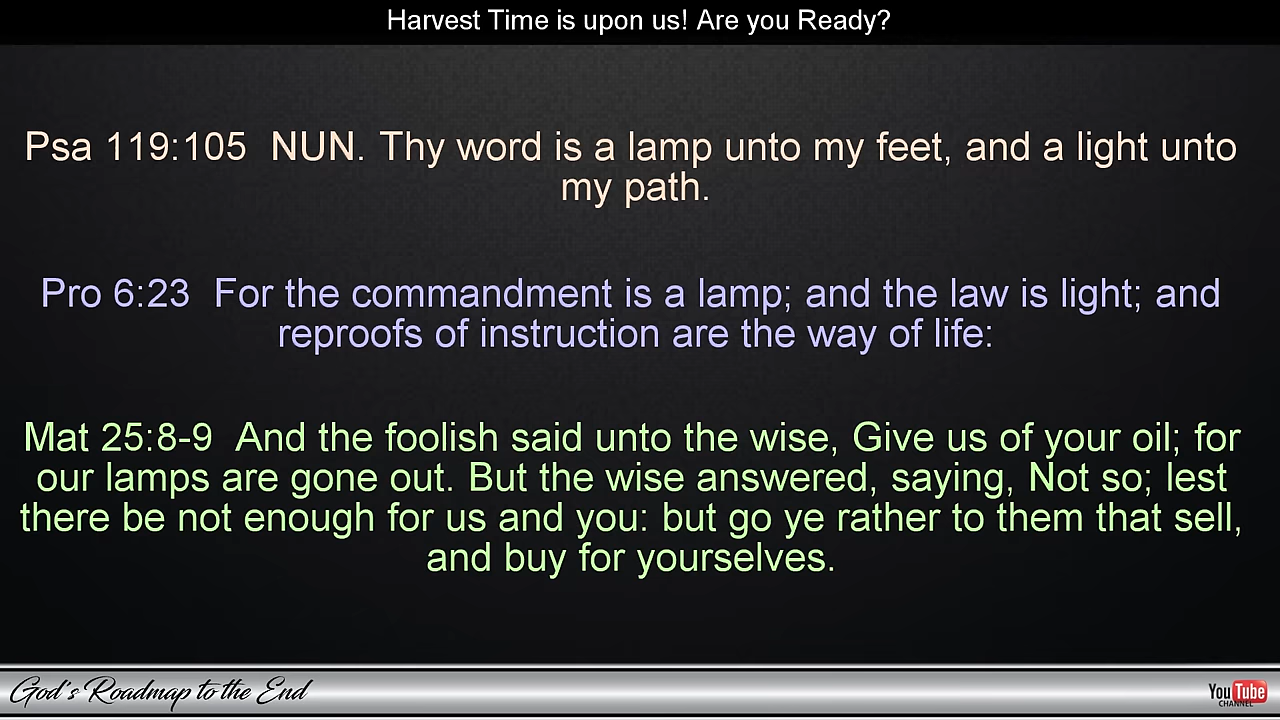 Harvest Time is upon us! Are you Ready?
Psa 119:105  NUN. Thy word is a lamp unto my feet, and a light unto
my path.
Pro 6:23  For the commandment is a lamp; and the law is light; and
reproofs of instruction are the way of life:
Mat 25:8-9  And the foolish said unto the wise, Give us of your oil; for
our lamps are gone out. But the wise answered, saying, Not so; lest
there be not enough for us and you: but go ye rather to them that sell,
and buy for yourselves.
God's Roadmap to the End
YouTube
CHANNEL